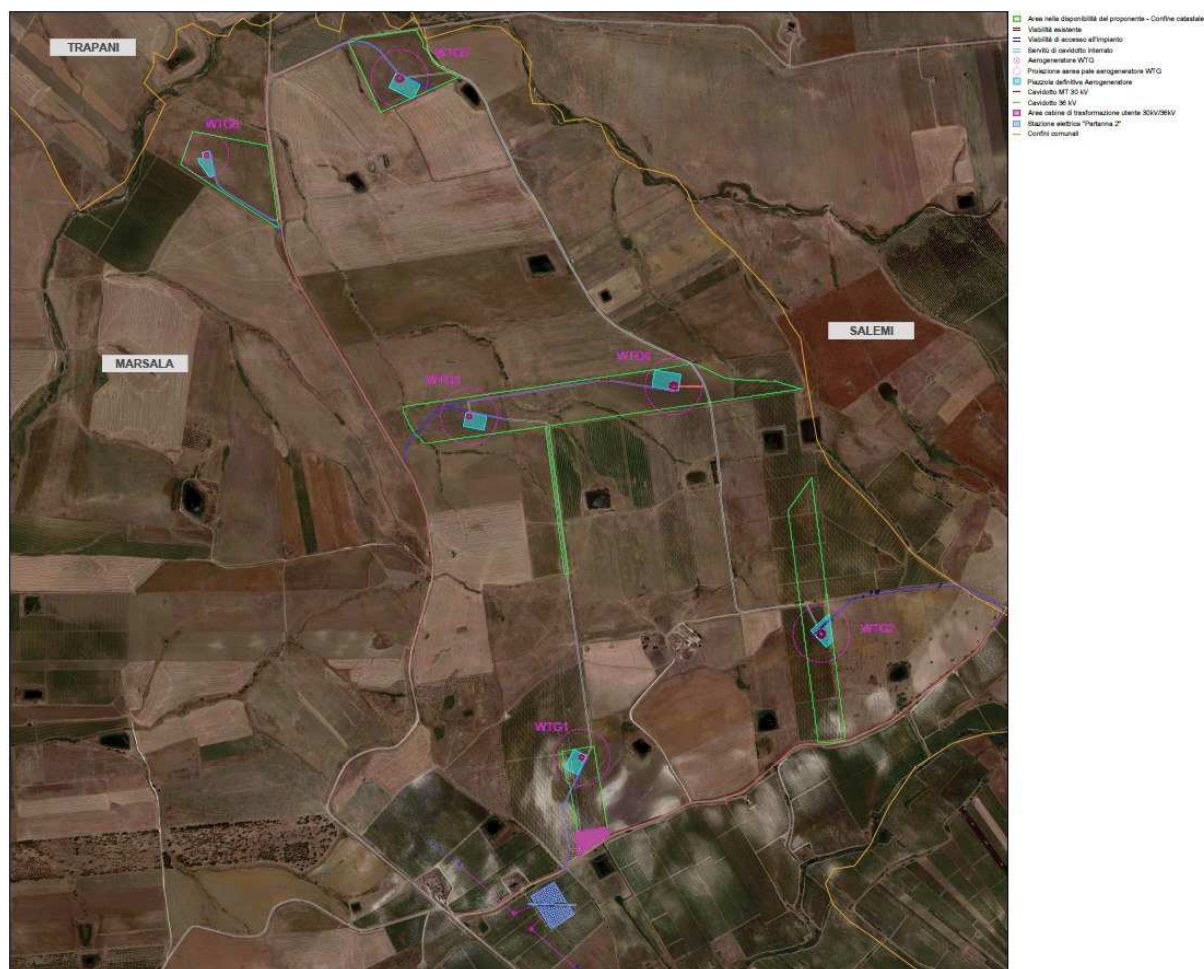 TRAPANI
MARSALA
SALEMI
WTG3
WTG4
WTG2
WTG1
Area nella disponibilità del proponente - Confine catastale
Viabilità esistente
Viabilità di accesso all'impianto
Servitù di cavidotto interrato
Aerogeneratore WTG
Proiezione aerea pale aerogeneratore WTG
Piazzola definitiva Aerogeneratore
Cavidotto MT 30 kV
Cavidotto 36 kV
Area cabine di trasformazione utente 30kV/36kV
Stazione elettrica "Partanna 2"
Confini comunali